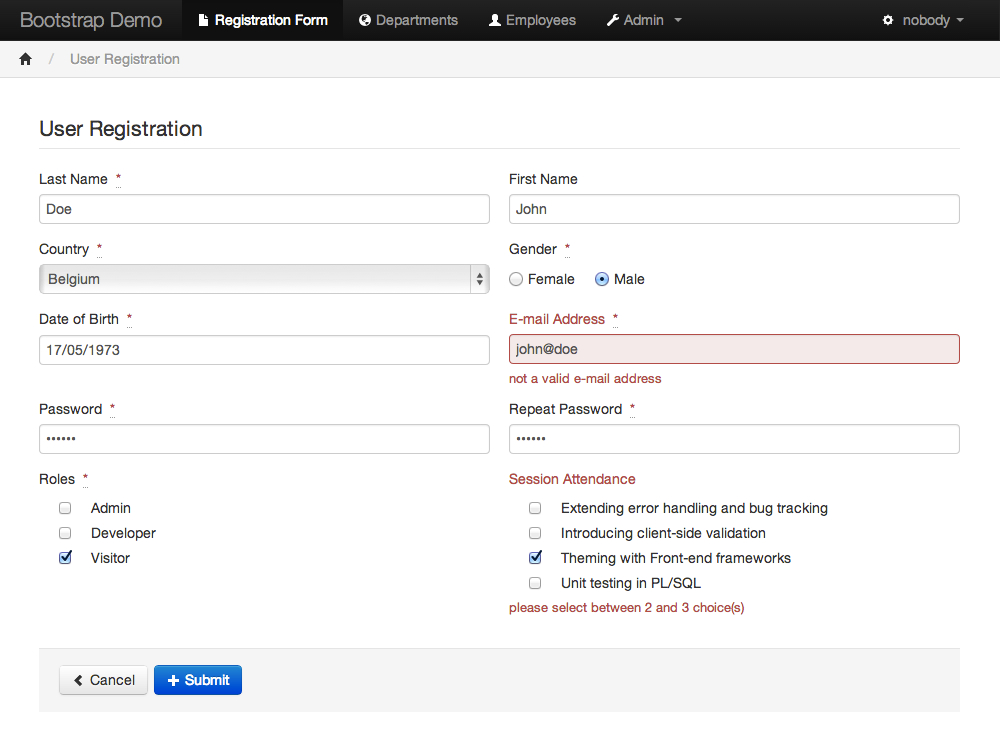 Bootstrap Demo Registration Form Departments Employees Admin nobody
/ User Registration
User Registration
Last Name * First Name
Doe John
Country * Gender *
Belgium Female Male
Date of Birth * E-mail Address *
17/05/1973 john@doe
not a valid e-mail address
Password * Repeat Password *
•••••• ••••••
Roles * Session Attendance
Admin Extending error handling and bug tracking
Developer Introducing client-side validation
Visitor Theming with Front-end frameworks
Unit testing in PL/SQL
please select between 2 and 3 choice(s)
Cancel Submit